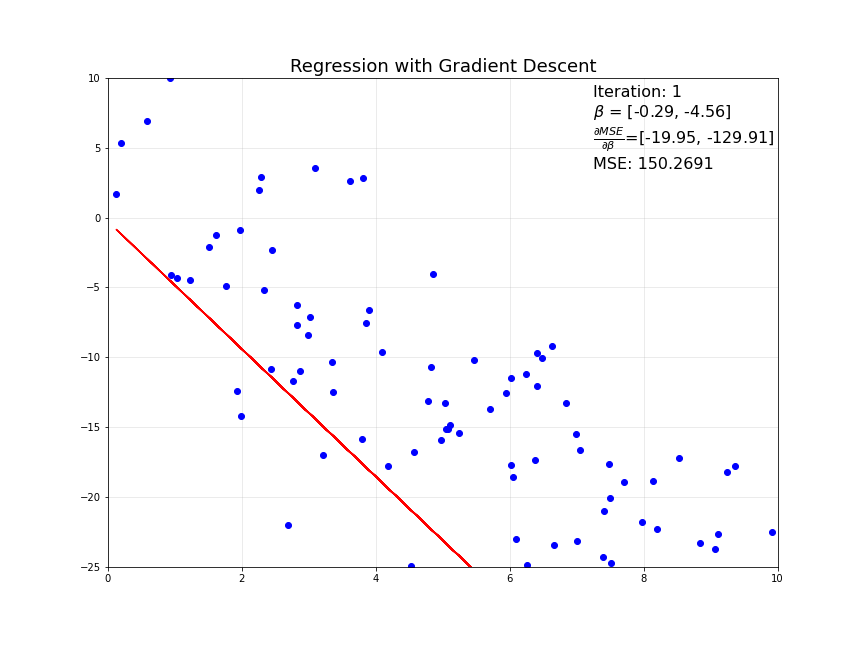 Regression with Gradient Descent
Iteration: 1
β = [-0.29, -4.56]
∂MSE/∂β=[-19.95, -129.91]
MSE: 150.2691
10
5
0
−5
−10
−15
−20
−25
0 2 4 6 8 10